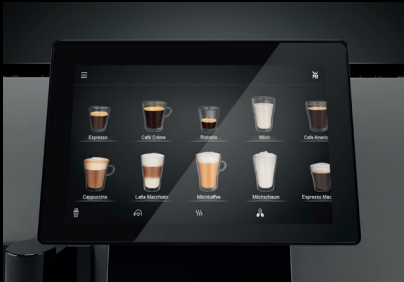 Espresso
Café Crème
Ristretto
Milch
Cafe Americ
Cappuccino
Latte Macchiato
Milchkaffee
Milchschaum
Espresso Mac